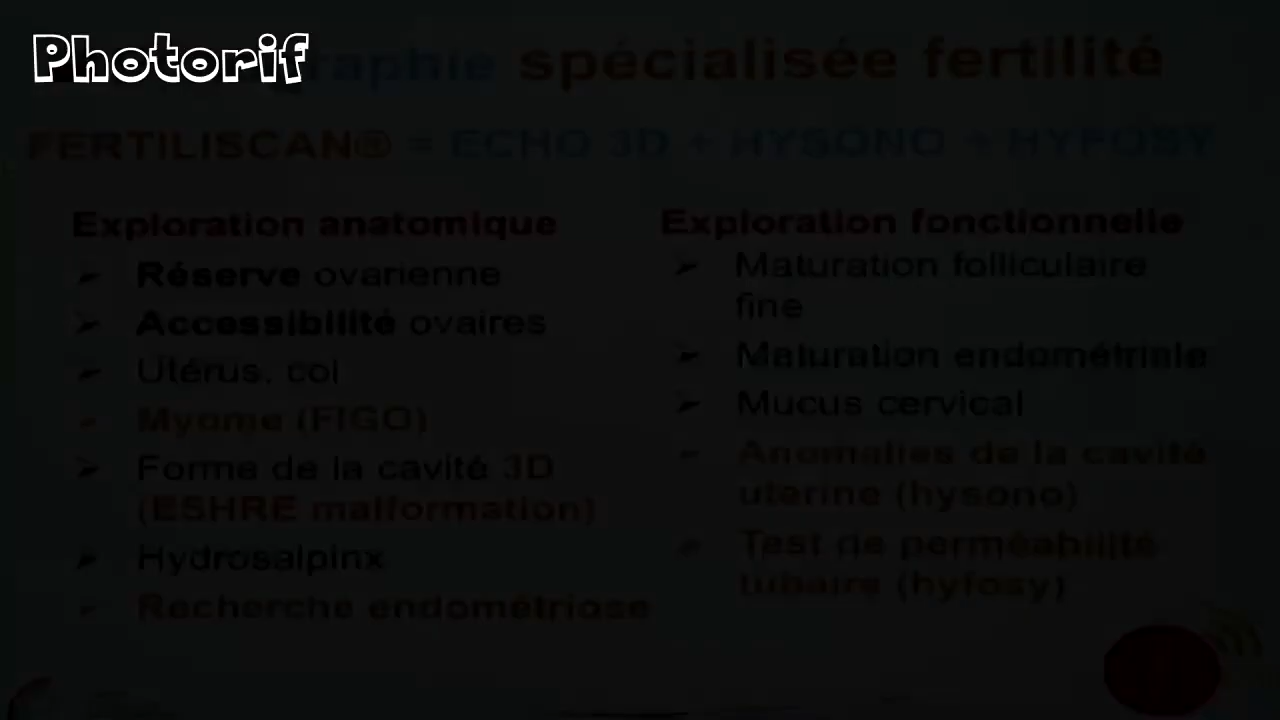 Photorif
raphie spécialisée fertilité
FERTILISCAN® = ECHO 3D + HYSONO + HYFOSY
Exploration anatomique
Réserve ovarienne
Accessibilité ovaires
Utérus, col
Myome (FIGO)
Forme de la cavité 3D
(ESHRE malformation)
Hydrosalpinx
Recherche endométriose
Exploration fonctionnelle
Maturation folliculaire
fine
Maturation endométriale
Mucus cervical
Anomalies de la cavité
utérine (hysono)
Test de perméabilité
tubaire (hyfosy)